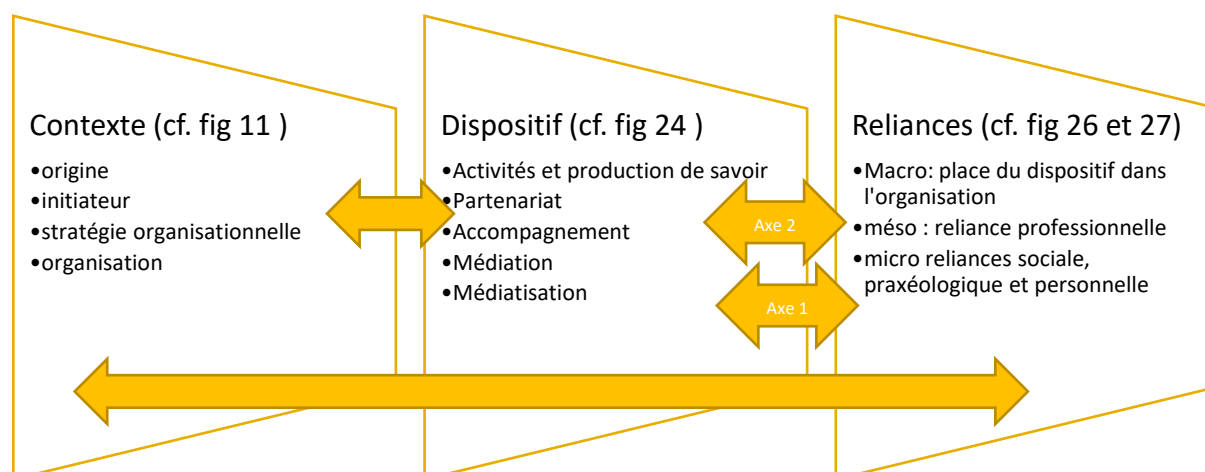 Contexte (cf. fig 11 )
•origine
•initiateur
•stratégie organisationnelle
•organisation
Dispositif (cf. fig 24 )
•Activités et production de savoir
•Partenariat
•Accompagnement
•Médiation
•Médiatisation
Axe 2
Axe 1
Reliances (cf. fig 26 et 27)
•Macro: place du dispositif dans
l'organisation
•méso : reliance professionnelle
•micro reliances sociale,
praxéologique et personnelle